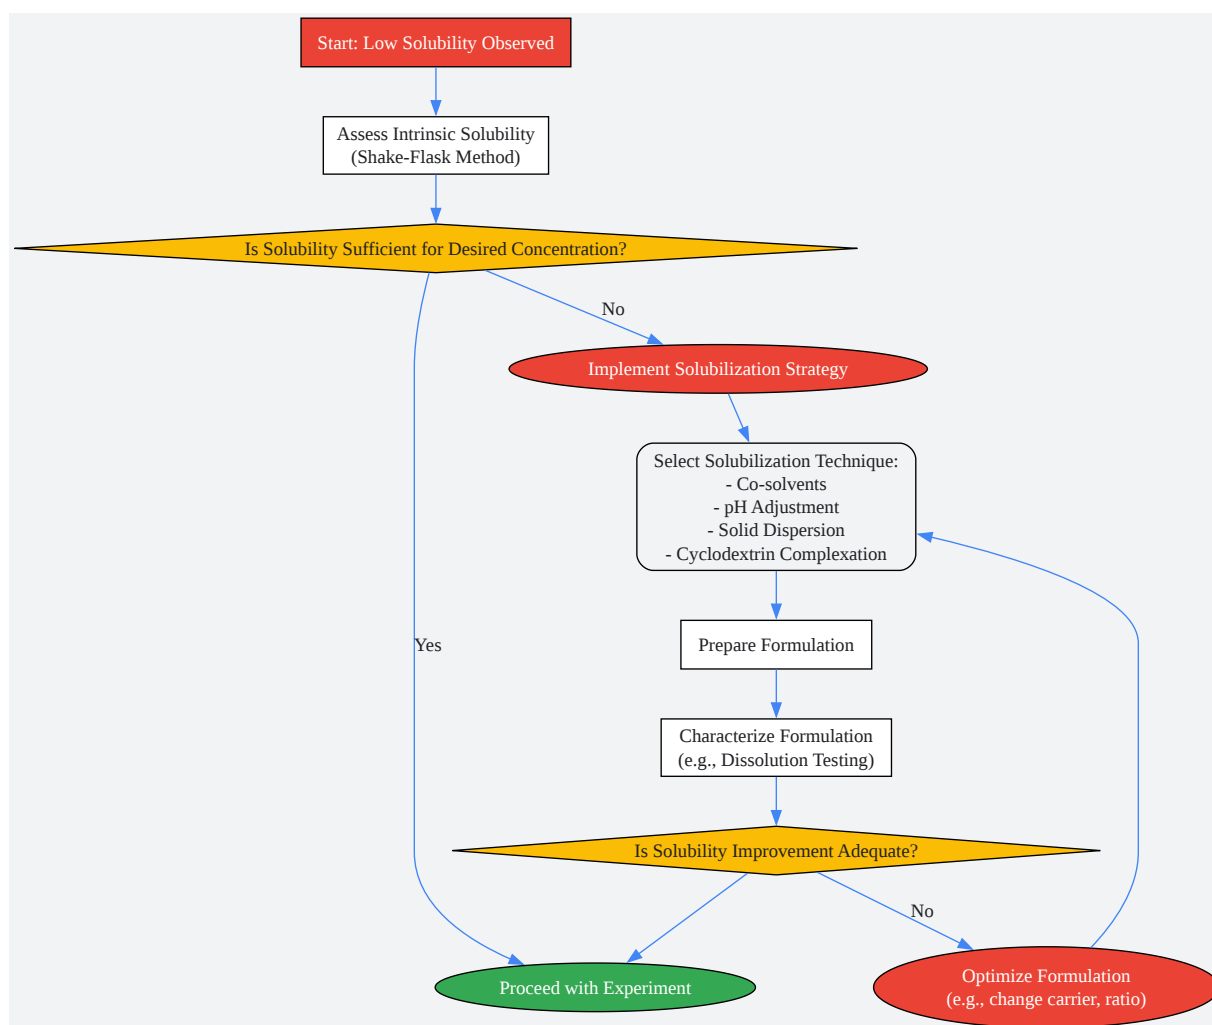 Start: Low Solubility Observed
Assess Intrinsic Solubility
(Shake-Flask Method)
Is Solubility Sufficient for Desired Concentration?
No
Implement Solubilization Strategy
Select Solubilization Technique:
- Co-solvents
- pH Adjustment
- Solid Dispersion
- Cyclodextrin Complexation
Yes
Prepare Formulation
Characterize Formulation
(e.g., Dissolution Testing)
Is Solubility Improvement Adequate?
No
Proceed with Experiment
Optimize Formulation
(e.g., change carrier, ratio)